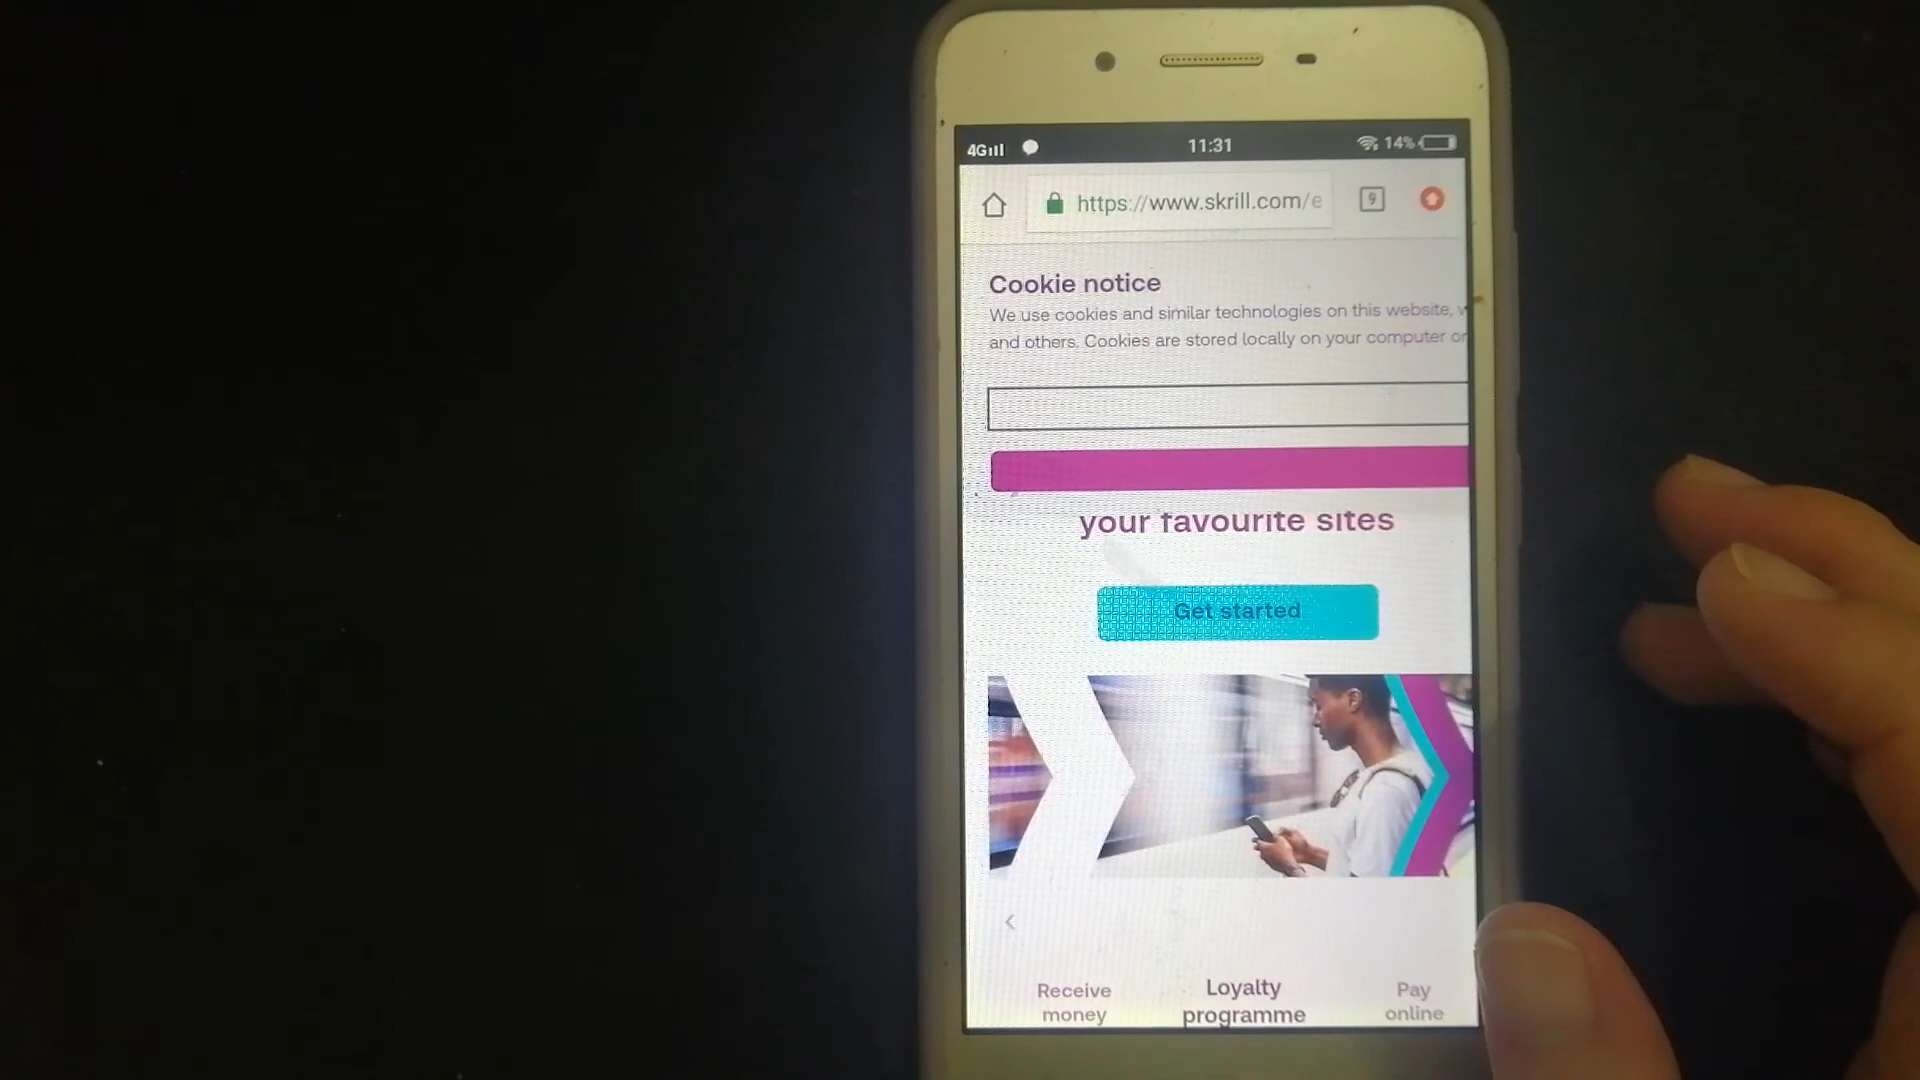 4G
11:31
14%
https://www.skrill.com/e
9
Cookie notice
We use cookies and similar technologies on this website,
and others. Cookies are stored locally on your computer or
your favourite sites
Get started
Receive
money
Loyalty
programme
Pay
online